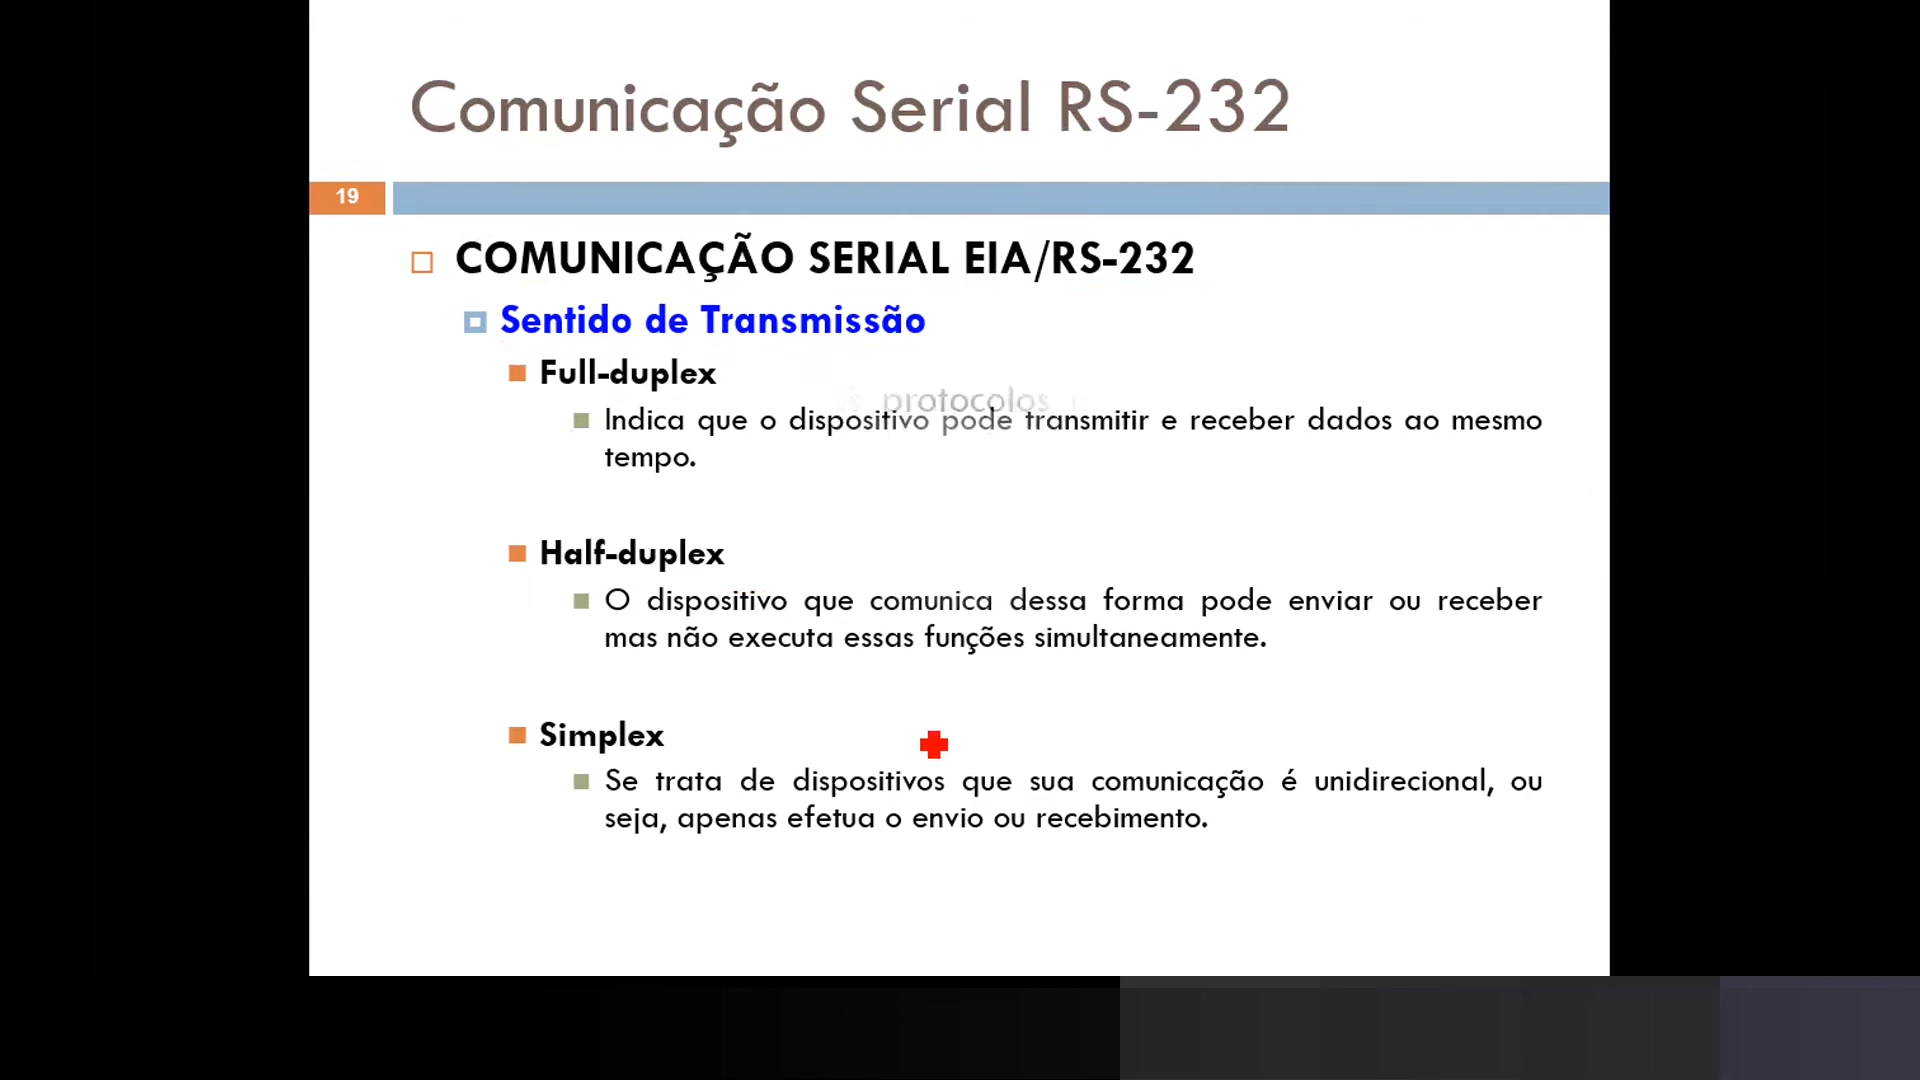 Comunicação Serial RS-232
19
COMUNICAÇÃO SERIAL EIA/RS-232
Sentido de Transmissão
Full-duplex
protocolos
Indica que o dispositivo pode transmitir e receber dados ao mesmo
tempo.
Half-duplex
O dispositivo que comunica dessa forma pode enviar ou receber
mas não executa essas funções simultaneamente.
Simplex
Se trata de dispositivos que sua comunicação é unidirecional, ou
seja, apenas efetua o envio ou recebimento.